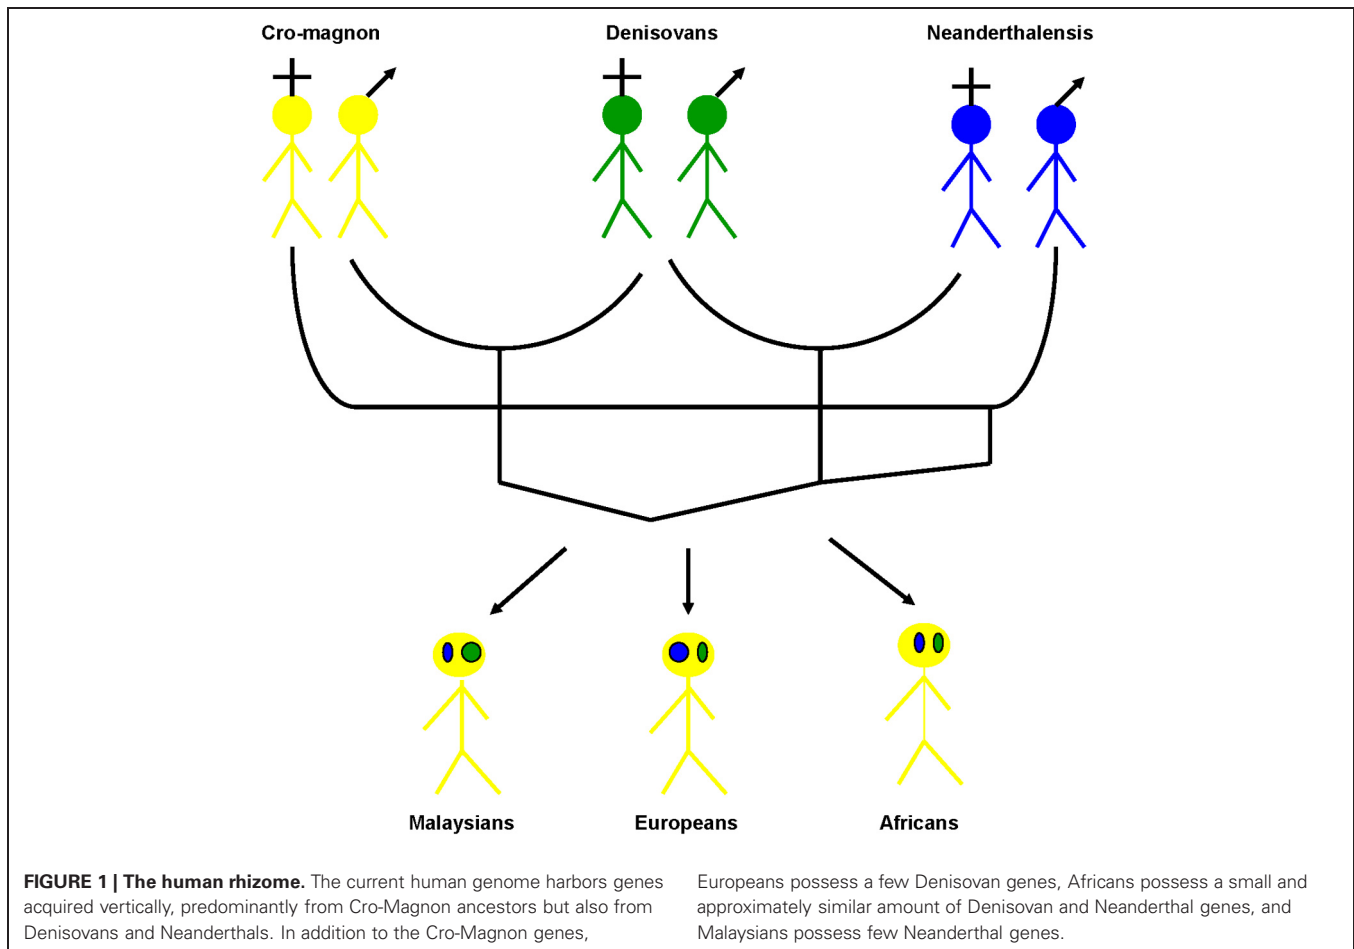 Cro-magnon
Denisovans
Neanderthalensis
Malaysians
Europeans
Africans
FIGURE 1 | The human rhizome. The current human genome harbors genes
acquired vertically, predominantly from Cro-Magnon ancestors but also from
Denisovans and Neanderthals. In addition to the Cro-Magnon genes,
Europeans possess a few Denisovan genes, Africans possess a small and
approximately similar amount of Denisovan and Neanderthal genes, and
Malaysians possess few Neanderthal genes.